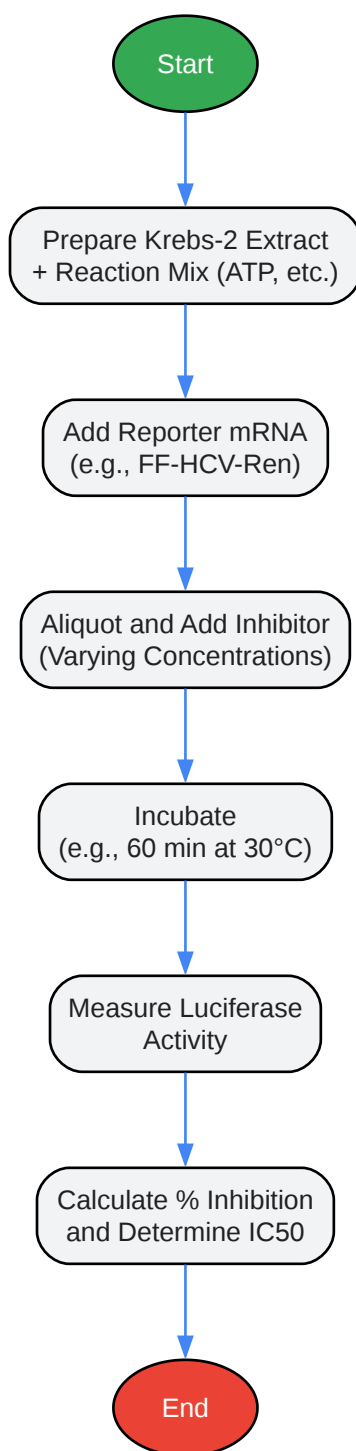 Start
Prepare Krebs-2 Extract
+ Reaction Mix (ATP, etc.)
Add Reporter mRNA
(e.g., FF-HCV-Ren)
Aliquot and Add Inhibitor
(Varying Concentrations)
Incubate
(e.g., 60 min at 30°C)
Measure Luciferase
Activity
Calculate % Inhibition
and Determine IC50
End